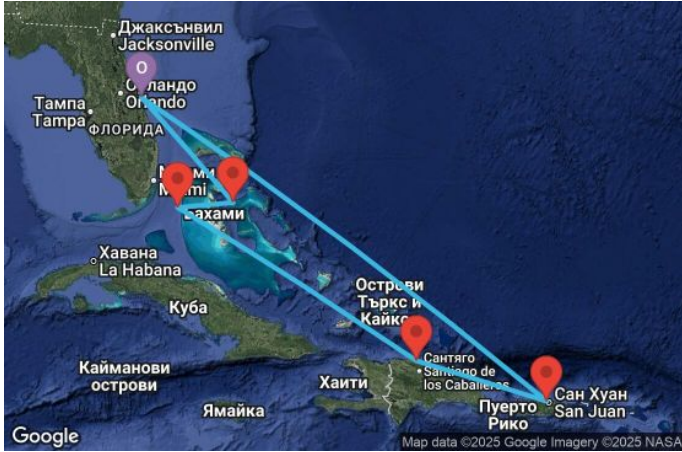 Джаксънвил
Jacksonville
О
Орландо
Orlando
Тампа
Tampa
ФЛОРИДА
Miami
Бахами
Хавана
La Habana
Куба
Острови
Търкс и
Кайкос
Кайманови
острови
Хаити
Сантяго
Santiago de
los Caballeros
Ямайка
Пуерто
Рико
Сан Хуан
San Juan
Google
Map data ©2025 Google Imagery ©2025 NASA